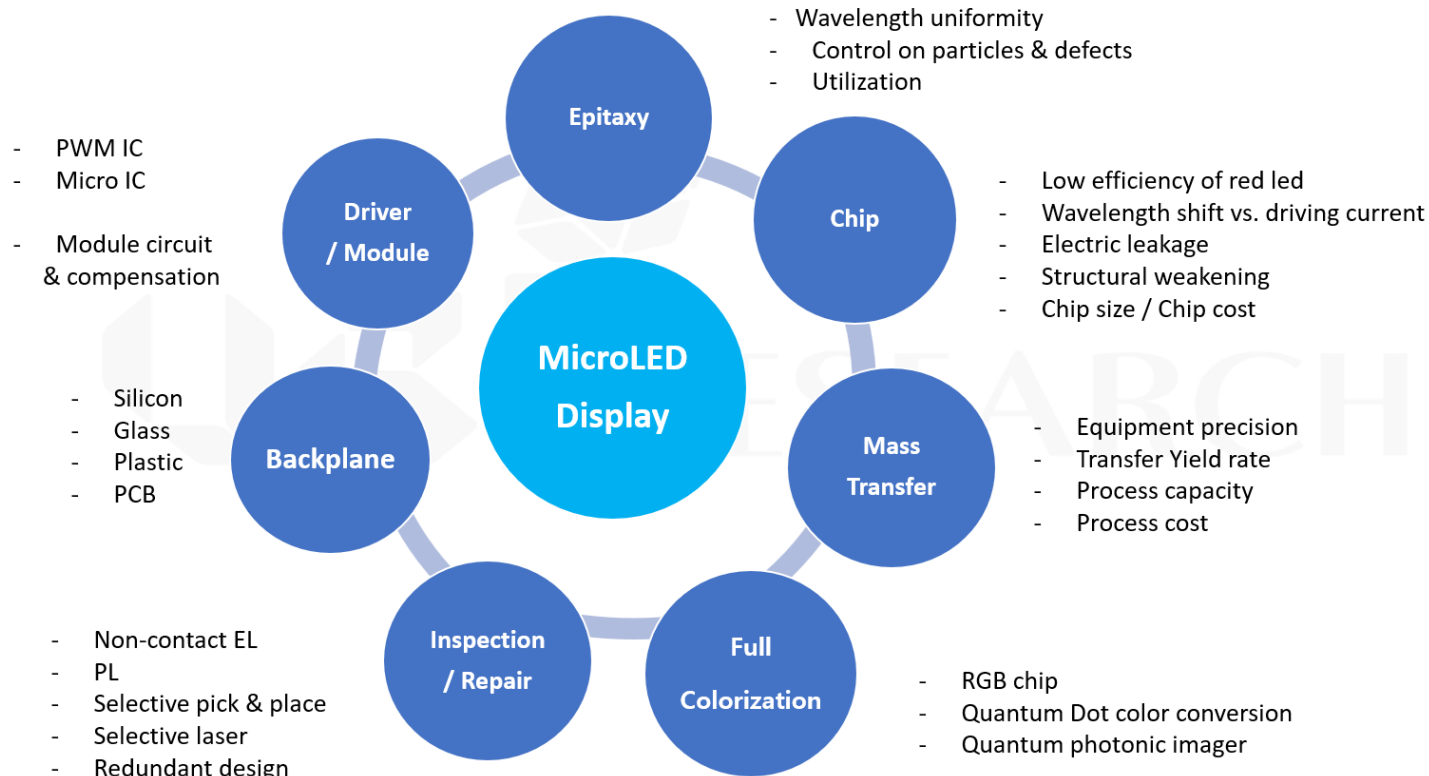 MicroLED
Display
Epitaxy
- Wavelength uniformity
- Control on particles & defects
- Utilization
Chip
- Low efficiency of red led
- Wavelength shift vs. driving current
- Electric leakage
- Structural weakening
- Chip size / Chip cost
Mass
Transfer
- Equipment precision
- Transfer Yield rate
- Process capacity
- Process cost
Full
Colorization
- RGB chip
- Quantum Dot color conversion
- Quantum photonic imager
Inspection
/ Repair
- Non-contact EL
- PL
- Selective pick & place
- Selective laser
- Redundant design
Backplane
- Silicon
- Glass
- Plastic
- PCB
Driver
/ Module
- PWM IC
- Micro IC
- Module circuit
& compensation
RESEARCH